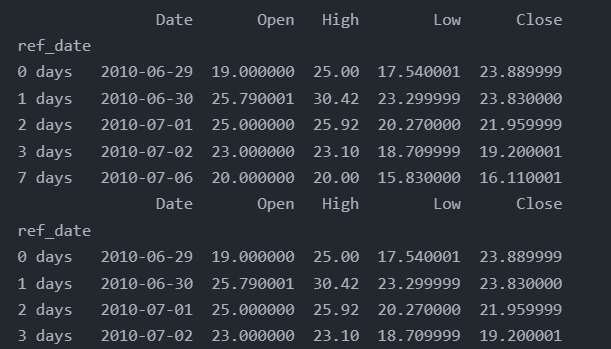 Date Open High Low Close
ref_date
0 days 2010-06-29 19.000000 25.00 17.540001 23.889999
1 days 2010-06-30 25.790001 30.42 23.299999 23.830000
2 days 2010-07-01 25.000000 25.92 20.270000 21.959999
3 days 2010-07-02 23.000000 23.10 18.709999 19.200001
7 days 2010-07-06 20.000000 20.00 15.830000 16.110001
Date Open High Low Close
ref_date
0 days 2010-06-29 19.000000 25.00 17.540001 23.889999
1 days 2010-06-30 25.790001 30.42 23.299999 23.830000
2 days 2010-07-01 25.000000 25.92 20.270000 21.959999
3 days 2010-07-02 23.000000 23.10 18.709999 19.200001